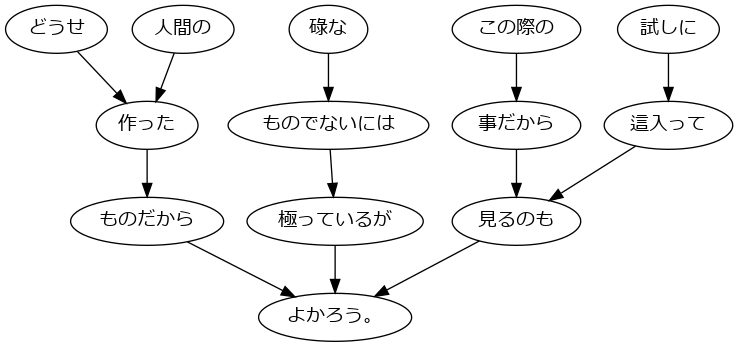 どうせ 人間の 碌な この際の 試しに
作った ものでないには 事だから 這入って
ものだから 極っているが 見るのも
よかろう。